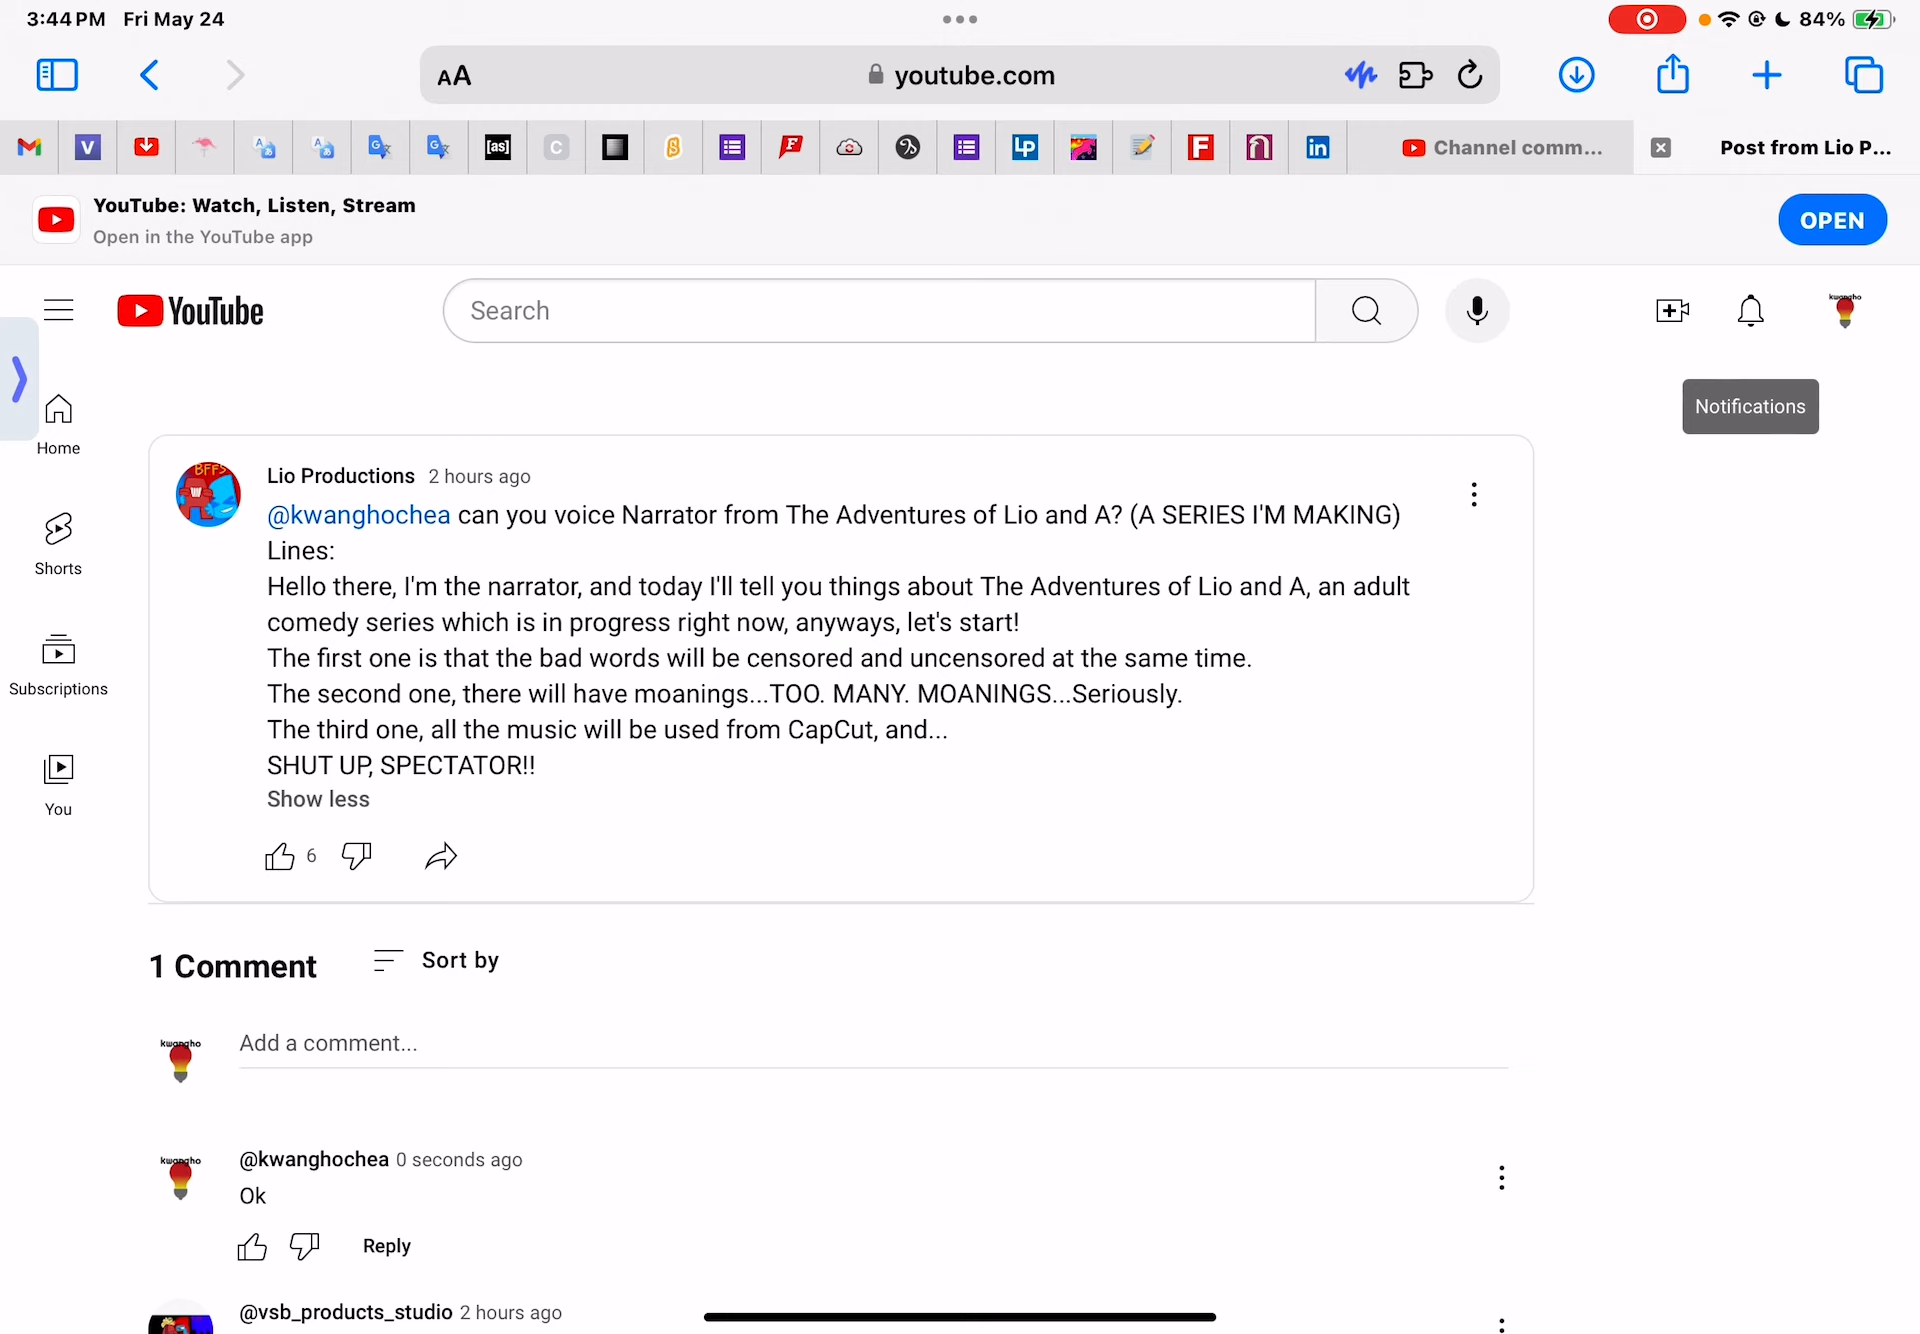 3:44 PM Fri May 24
84%
AA
youtube.com
V
[as]
C
LP
F
in
Channel comm...
Post from Lio P...
YouTube: Watch, Listen, Stream
Open in the YouTube app
OPEN
YouTube
Search
kwangho
Notifications
Home
Shorts
Subscriptions
You
BFFS
Lio Productions 2 hours ago
@kwanghochea can you voice Narrator from The Adventures of Lio and A? (A SERIES I'M MAKING)
Lines:
Hello there, I'm the narrator, and today I'll tell you things about The Adventures of Lio and A, an adult
comedy series which is in progress right now, anyways, let's start!
The first one is that the bad words will be censored and uncensored at the same time.
The second one, there will have moanings...TOO. MANY. MOANINGS...Seriously.
The third one, all the music will be used from CapCut, and...
SHUT UP, SPECTATOR!!
Show less
6
1 Comment
Sort by
kwangho
Add a comment...
kwangho
@kwanghochea 0 seconds ago
Ok
Reply
@vsb_products_studio 2 hours ago